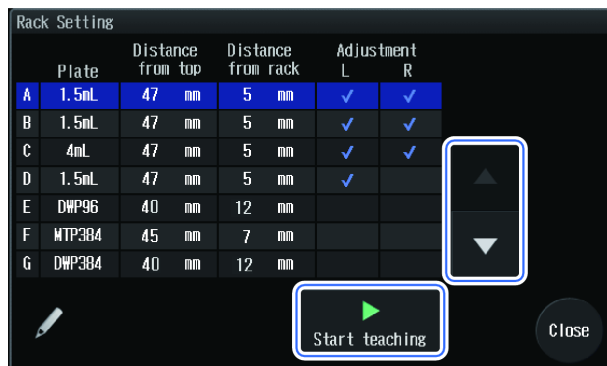 Rack Setting
Plate Distance from top Distance from rack Adjustment L R
A 1.5mL 47 mm 5 mm ✓ ✓
B 1.5mL 47 mm 5 mm ✓ ✓
C 4mL 47 mm 5 mm ✓ ✓
D 1.5mL 47 mm 5 mm ✓
E DWP96 40 mm 12 mm
F MTP384 45 mm 7 mm
G DWP384 40 mm 12 mm
Start teaching
Close